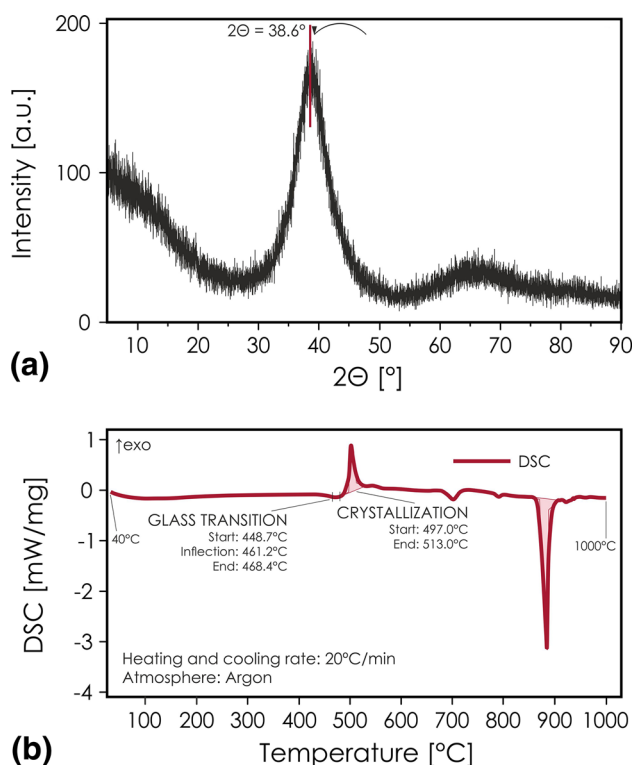 200
2Θ = 38.6°
Intensity [a.u.]
100
0
10 20 30 40 50 60 70 80 90
2Θ [°]
(a)
1
↑exo
DSC
0
40°C
GLASS TRANSITION
Start: 448.7°C
Inflection: 461.2°C
End: 468.4°C
CRYSTALLIZATION
Start: 497.0°C
End: 513.0°C
1000°C
-1
-2
-3
-4
DSC [mW/mg]
Heating and cooling rate: 20°C/min
Atmosphere: Argon
100 200 300 400 500 600 700 800 900 1000
Temperature [°C]
(b)